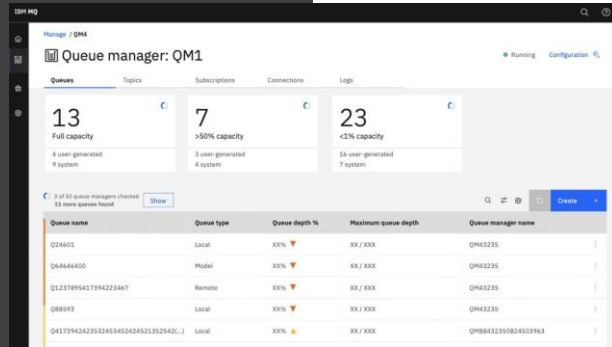 IBM MQ
Manage / QM4
Queue manager: QM1
Running
Configuration
Queues Topics Subscriptions Connections Logs
13
Full capacity
4 user-generated
9 system
7
>50% capacity
3 user-generated
4 system
23
<1% capacity
16 user-generated
7 system
3 of 50 queue managers checked
11 more queues found
Show
Create +
Queue name Queue type Queue depth % Maximum queue depth Queue manager name
Q24601 Local XX% XX / XXX QM43235
Q64646400 Model XX% XX / XXX QM43235
Q1237895417394223467 Remote XX% XX / XXX QM43235
Q88593 Local XX% XX / XXX QM43235
Local XX% XX / XXX QM88432350824503963